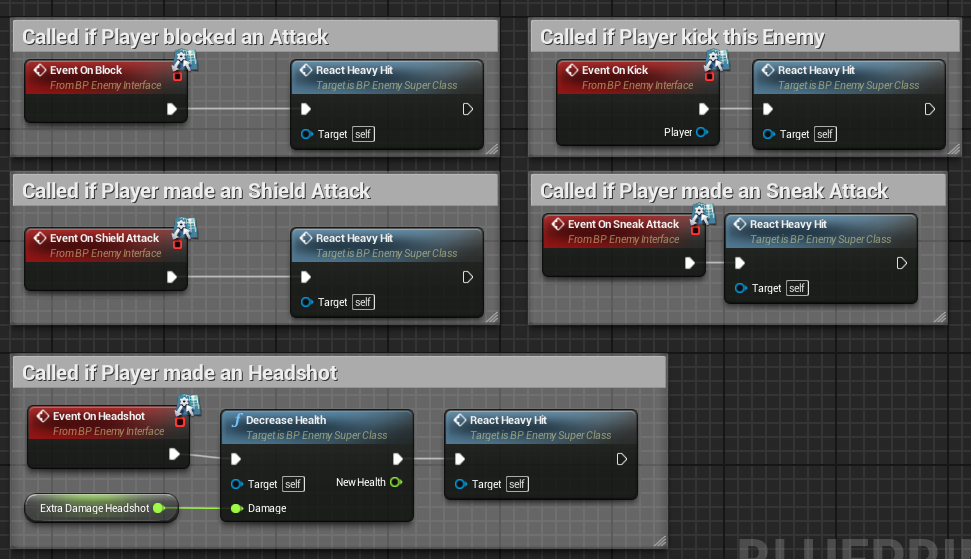 Called if Player blocked an Attack
Event On Block
From BP Enemy Interface
React Heavy Hit
Target is BP Enemy Super Class
Target self
Called if Player kick this Enemy
Event On Kick
From BP Enemy Interface
Player
React Heavy Hit
Target is BP Enemy Super Class
Target self
Called if Player made an Shield Attack
Event On Shield Attack
From BP Enemy Interface
React Heavy Hit
Target is BP Enemy Super Class
Target self
Called if Player made an Sneak Attack
Event On Sneak Attack
From BP Enemy Interface
React Heavy Hit
Target is BP Enemy Super Class
Target self
Called if Player made an Headshot
Event On Headshot
From BP Enemy Interface
Extra Damage Headshot
f Decrease Health
Target is BP Enemy Super Class
Target self
New Health
Damage
React Heavy Hit
Target is BP Enemy Super Class
Target self